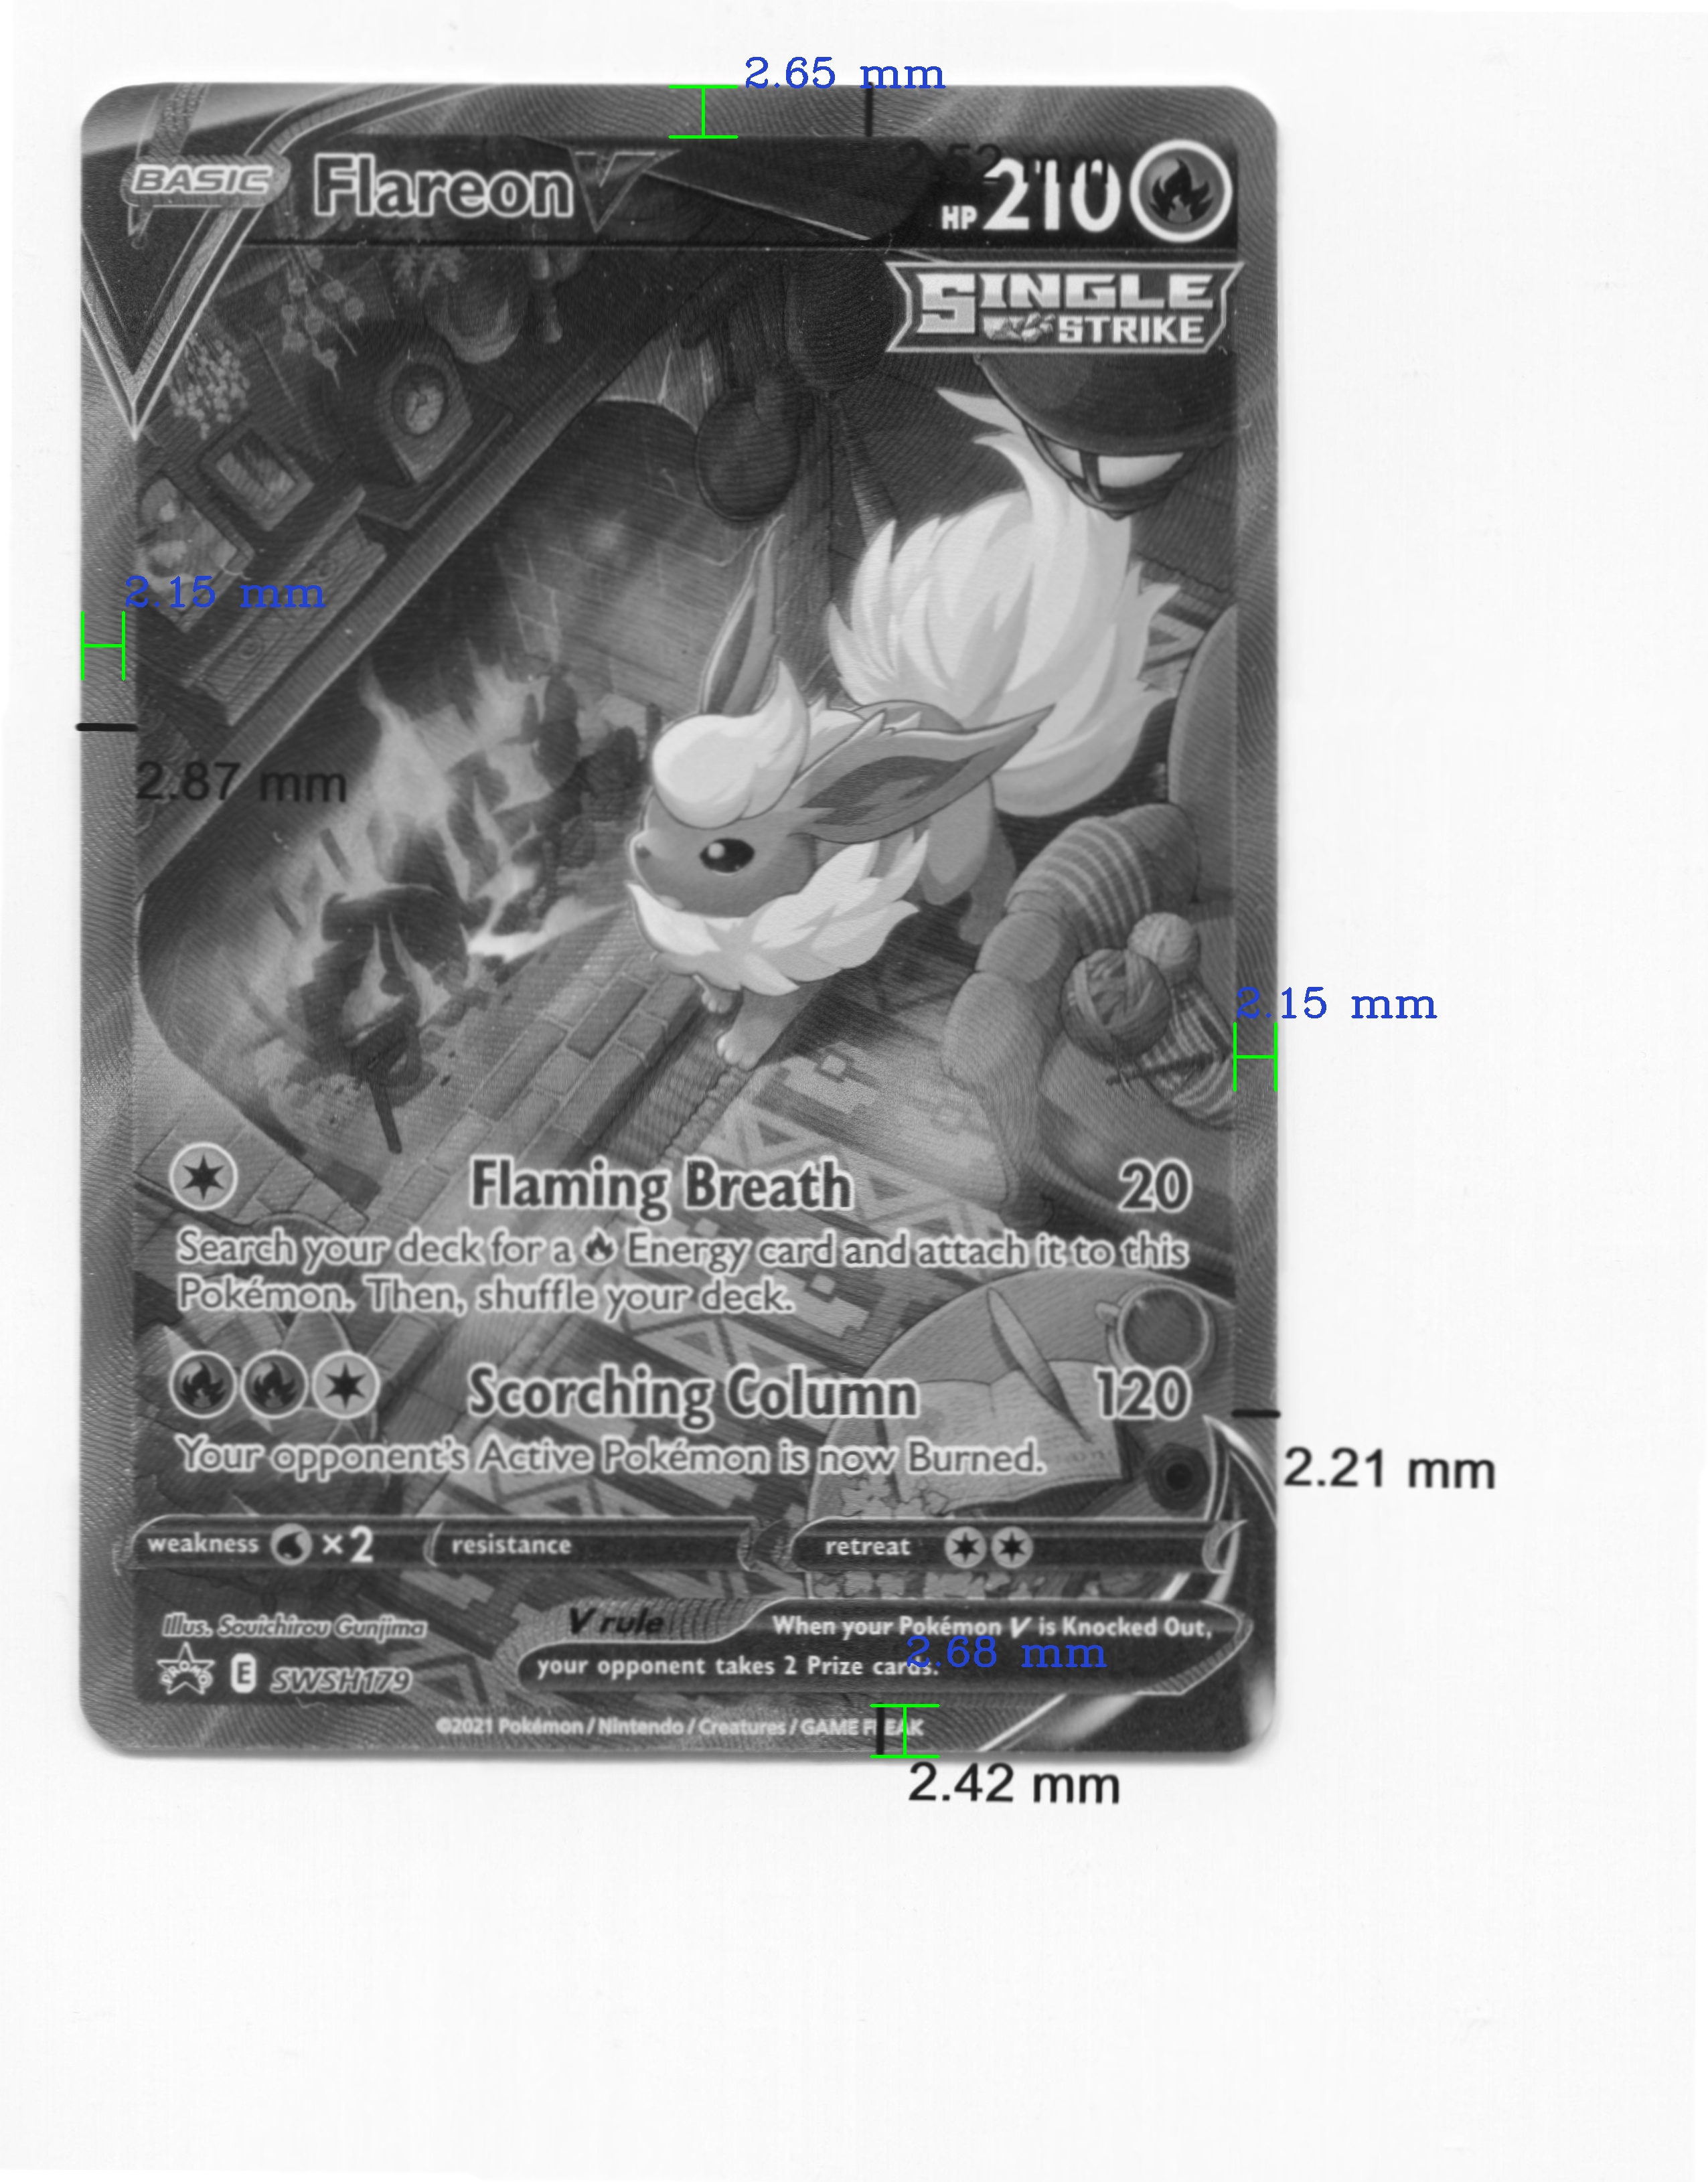 2.65 mm
BASIC Flareon V HP 210
SINGLE
STRIKE
2.15 mm
2.87 mm
2.15 mm
Flaming Breath 20
Search your deck for a Energy card and attach it to this
Pokémon. Then, shuffle your deck.
Scorching Column 120
Your opponent's Active Pokémon is now Burned.
2.21 mm
weakness ×2 resistance retreat
Illus. Souichirou Gunjima
V rule When your Pokémon V is Knocked Out,
your opponent takes 2 Prize cards.
2.68 mm
PROMO E SWSH179
©2021 Pokémon / Nintendo / Creatures / GAME FREAK
2.42 mm